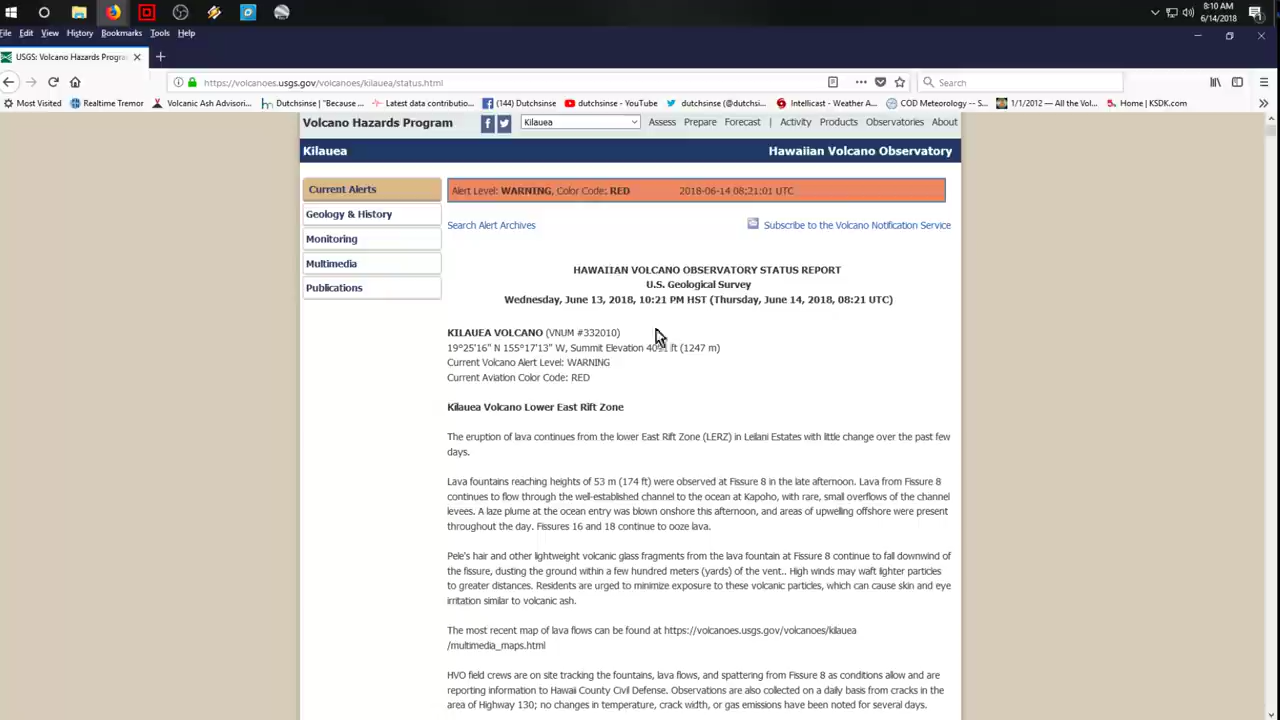 8:10 AM
6/14/2018
File Edit View History Bookmarks Tools Help
USGS: Volcano Hazards Progra
https://volcanoes.usgs.gov/volcanoes/kilauea/status.html
Search
Most Visited Realtime Tremor Volcanic Ash Advisori... Dutchsinse | "Because ... Latest data contributio... (144) Dutchsinse dutchsinse - YouTube dutchsinse (@dutchsi... Intellicast - Weather A... COD Meteorology -- S... 1/1/2012 -- All the Vol... Home | KSDK.com
Volcano Hazards Program Kilauea Assess Prepare Forecast Activity Products Observatories About
Kilauea Hawaiian Volcano Observatory
Current Alerts
Geology & History
Monitoring
Multimedia
Publications
Alert Level: WARNING, Color Code: RED 2018-06-14 08:21:01 UTC
Search Alert Archives Subscribe to the Volcano Notification Service
HAWAIIAN VOLCANO OBSERVATORY STATUS REPORT
U.S. Geological Survey
Wednesday, June 13, 2018, 10:21 PM HST (Thursday, June 14, 2018, 08:21 UTC)
KILAUEA VOLCANO (VNUM #332010)
19°25'16" N 155°17'13" W, Summit Elevation 4091 ft (1247 m)
Current Volcano Alert Level: WARNING
Current Aviation Color Code: RED
Kilauea Volcano Lower East Rift Zone
The eruption of lava continues from the lower East Rift Zone (LERZ) in Leilani Estates with little change over the past few
days.
Lava fountains reaching heights of 53 m (174 ft) were observed at Fissure 8 in the late afternoon. Lava from Fissure 8
continues to flow through the well-established channel to the ocean at Kapoho, with rare, small overflows of the channel
levees. A laze plume at the ocean entry was blown onshore this afternoon, and areas of upwelling offshore were present
throughout the day. Fissures 16 and 18 continue to ooze lava.
Pele's hair and other lightweight volcanic glass fragments from the lava fountain at Fissure 8 continue to fall downwind of
the fissure, dusting the ground within a few hundred meters (yards) of the vent.. High winds may waft lighter particles
to greater distances. Residents are urged to minimize exposure to these volcanic particles, which can cause skin and eye
irritation similar to volcanic ash.
The most recent map of lava flows can be found at https://volcanoes.usgs.gov/volcanoes/kilauea
/multimedia_maps.html
HVO field crews are on site tracking the fountains, lava flows, and spattering from Fissure 8 as conditions allow and are
reporting information to Hawaii County Civil Defense. Observations are also collected on a daily basis from cracks in the
area of Highway 130; no changes in temperature, crack width, or gas emissions have been noted for several days.